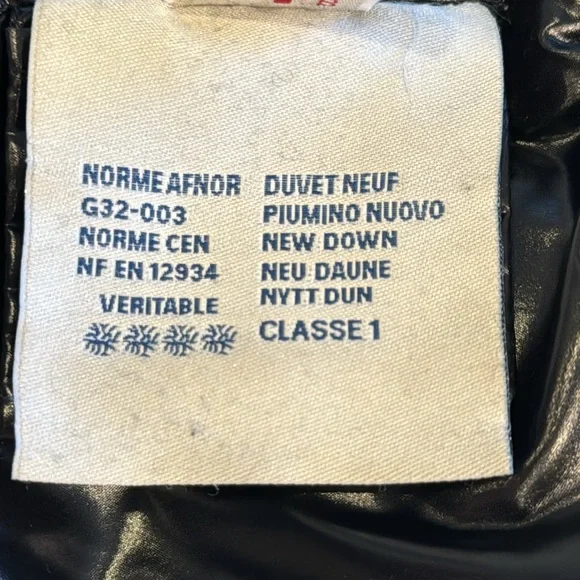 NORME AFNOR
G32-003
NORME CEN
NF EN 12934
VERITABLE
DUVET NEUF
PIUMINO NUOVO
NEW DOWN
NEU DAUNE
NYTT DUN
CLASSE 1